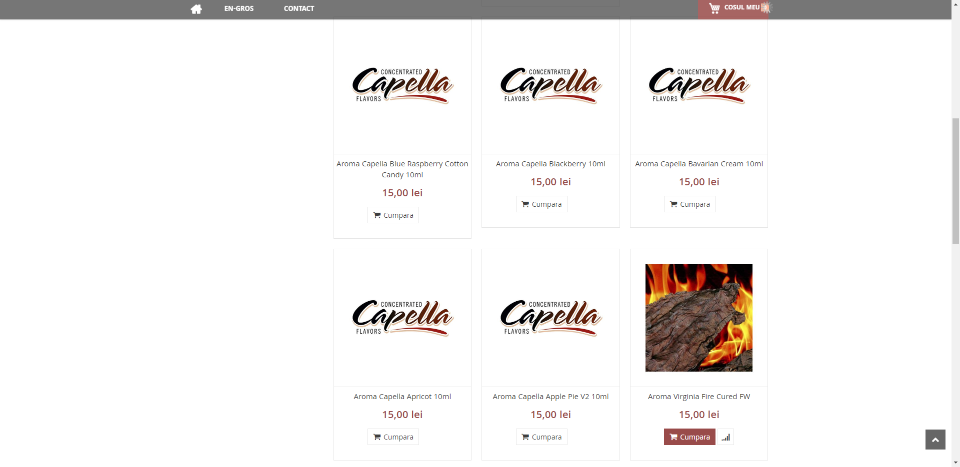 EN-GROS CONTACT COSUL MEU
CONCENTRATED CONCENTRATED CONCENTRATED
Capella Capella Capella
FLAVORS FLAVORS FLAVORS
Aroma Capella Blue Raspberry Cotton
Candy 10ml
15,00 lei
Cumpara
Aroma Capella Blackberry 10ml
15,00 lei
Cumpara
Aroma Capella Bavarian Cream 10ml
15,00 lei
Cumpara
CONCENTRATED CONCENTRATED
Capella Capella
FLAVORS FLAVORS
Aroma Capella Apricot 10ml
15,00 lei
Cumpara
Aroma Capella Apple Pie V2 10ml
15,00 lei
Cumpara
Aroma Virginia Fire Cured FW
15,00 lei
Cumpara